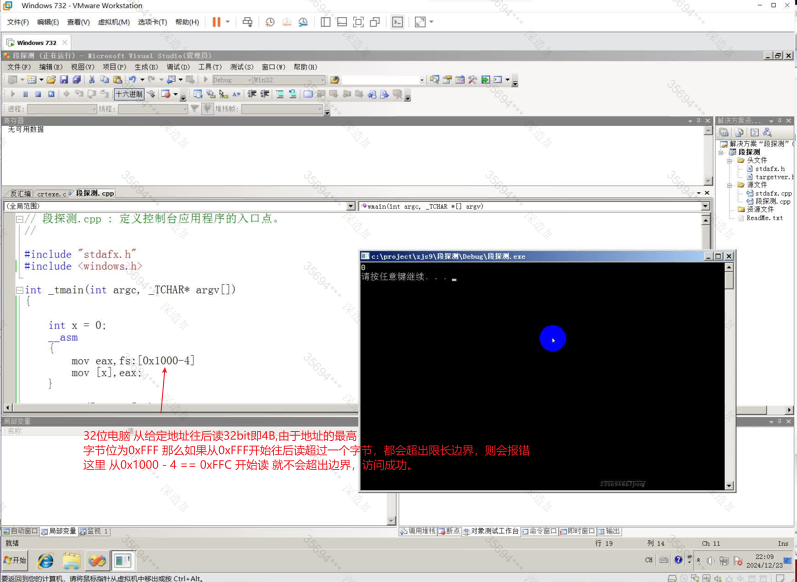 Windows 732 - VMware Workstation
文件(F) 编辑(E) 查看(V) 虚拟机(M) 选项卡(T) 帮助(H)
Windows 732
段探测 (正在运行) - Microsoft Visual Studio(管理员)
文件(F) 编辑(E) 视图(V) 项目(P) 生成(B) 调试(D) 工具(T) 测试(S) 窗口(W) 帮助(H)
Debug Win32
十六进制
进程: 线程: 堆栈帧:
寄存器
无可用数据
解决方案资...
解决方案"段探测"(
段探测
头文件
stdafx.h
targetver.h
源文件
stdafx.cpp
段探测.cpp
资源文件
ReadMe.txt
反汇编 crtexe.c 段探测.cpp
(全局范围) wmain(int argc, _TCHAR *[] argv)
// 段探测.cpp : 定义控制台应用程序的入口点。
//
#include "stdafx.h"
#include <windows.h>
int _tmain(int argc, _TCHAR* argv[])
{
int x = 0;
__asm
{
mov eax,fs:[0x1000-4]
mov [x],eax;
}
c:\project\xjs9\段探测\Debug\段探测.exe
0
请按任意键继续. . .
局部变量
名称
32位电脑 从给定地址往后读32bit即4B,由于地址的最高
字节位为0xFFF 那么如果从0xFFF开始往后读超过一个字节，都会超出限长边界，则会报错
这里 从0x1000 - 4 == 0xFFC 开始读 就不会超出边界，访问成功。
自动窗口 局部变量 监视 1
调用堆栈 断点 对象测试工作台 命令窗口 即时窗口 输出
就绪 行 19 列 14 Ch 11 Ins
开始
CH
22:09
2024/12/23
要返回到您的计算机，请将鼠标指针从虚拟机中移出或按 Ctrl+Alt。